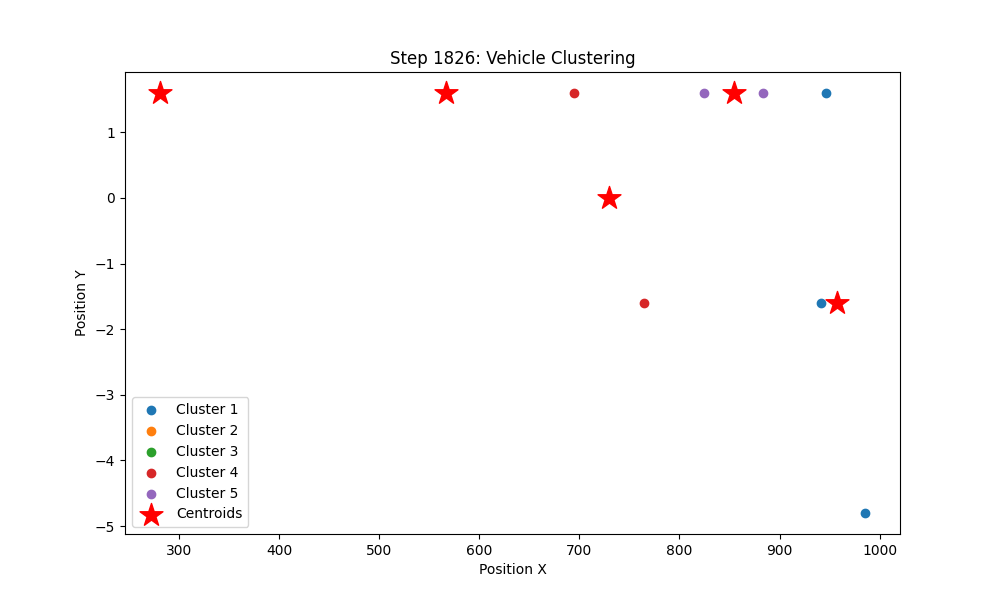 Step 1826: Vehicle Clustering
Position Y
1
0
−1
−2
−3
−4
−5
Cluster 1
Cluster 2
Cluster 3
Cluster 4
Cluster 5
Centroids
300 400 500 600 700 800 900 1000
Position X